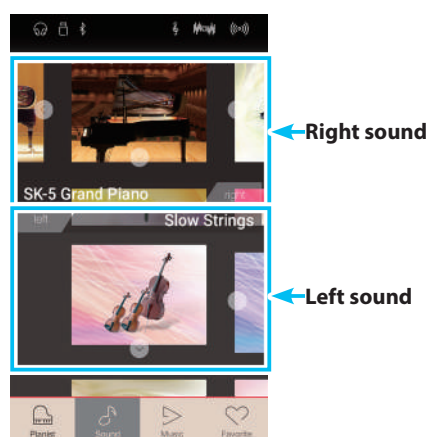 Right sound
SK-5 Grand Piano
right
left
Slow Strings
Left sound
Pianist
Sound
Music
Favorite